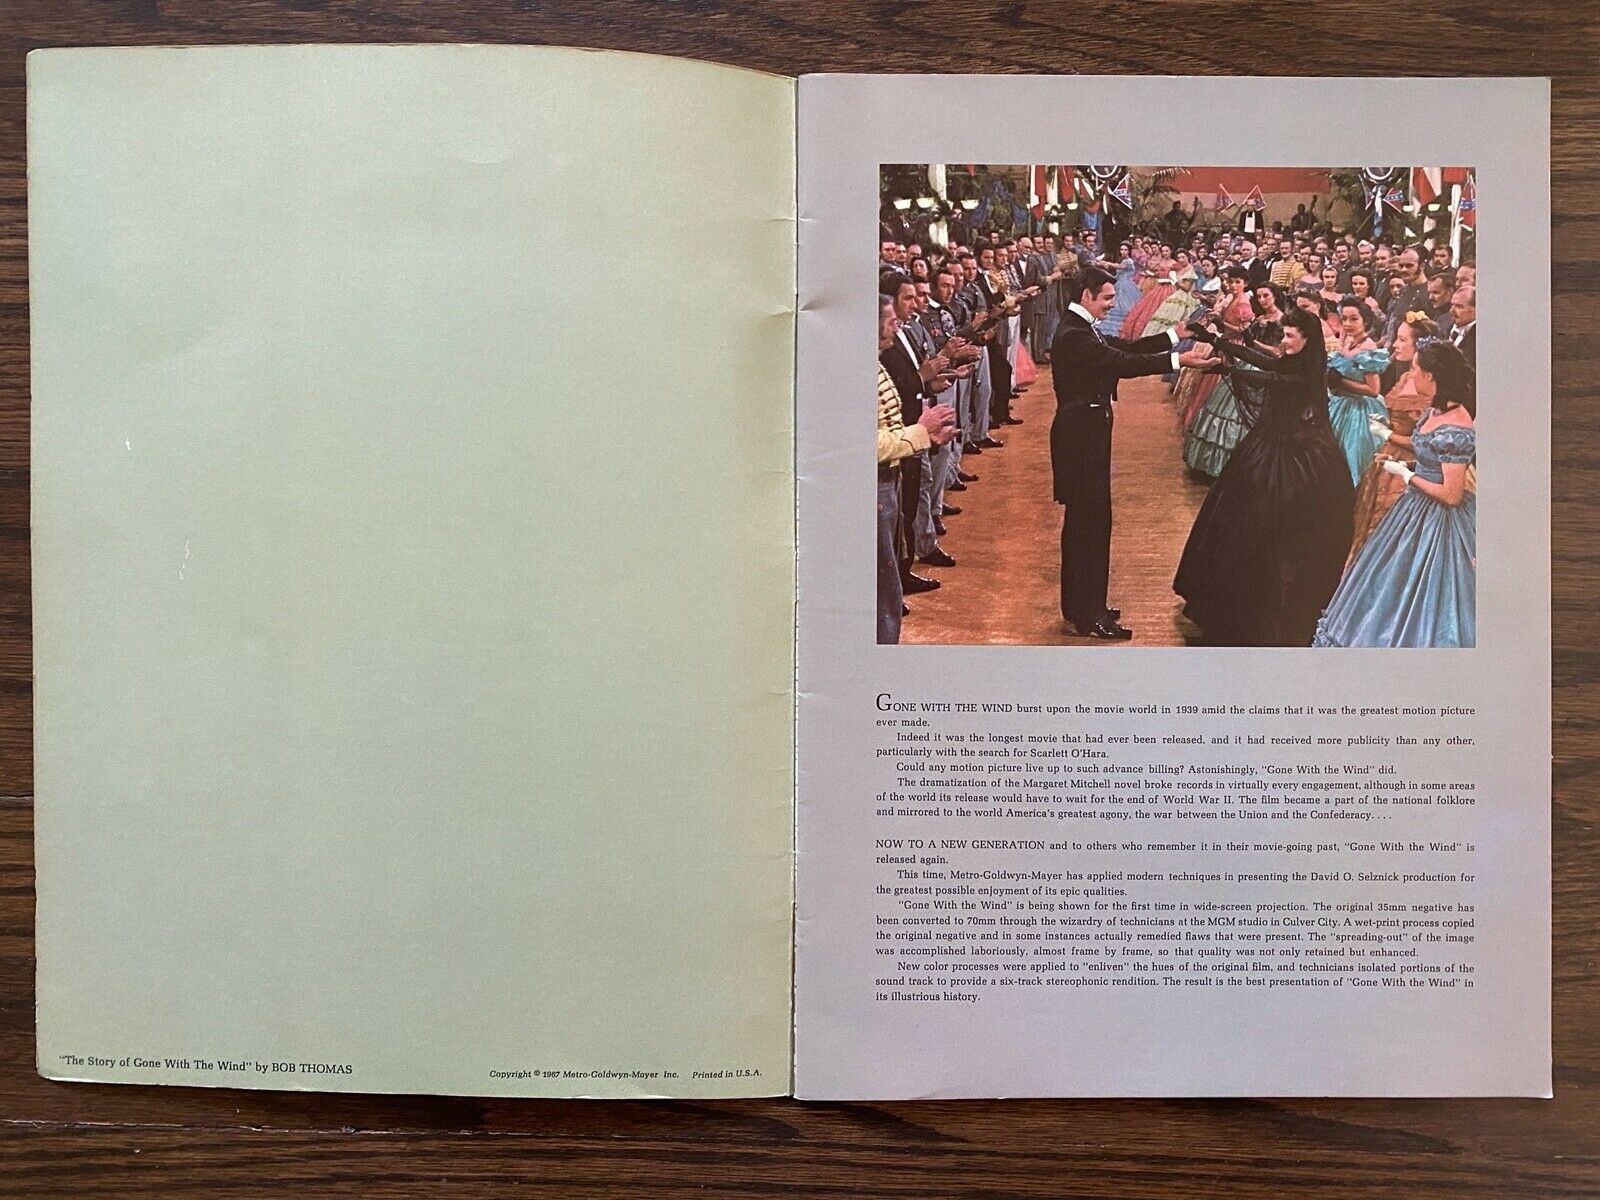 "The Story of Gone With The Wind" by BOB THOMAS
Copyright © 1967 Metro-Goldwyn-Mayer Inc. Printed in U.S.A.
GONE WITH THE WIND burst upon the movie world in 1939 amid the claims that it was the greatest motion picture
ever made.
Indeed it was the longest movie that had ever been released, and it had received more publicity than any other,
particularly with the search for Scarlett O'Hara.
Could any motion picture live up to such advance billing? Astonishingly, "Gone With the Wind" did.
The dramatization of the Margaret Mitchell novel broke records in virtually every engagement, although in some areas
of the world its release would have to wait for the end of World War II. The film became a part of the national folklore
and mirrored to the world America's greatest agony, the war between the Union and the Confederacy. . . .
NOW TO A NEW GENERATION and to others who remember it in their movie-going past, "Gone With the Wind" is
released again.
This time, Metro-Goldwyn-Mayer has applied modern techniques in presenting the David O. Selznick production for
the greatest possible enjoyment of its epic qualities.
"Gone With the Wind" is being shown for the first time in wide-screen projection. The original 35mm negative has
been converted to 70mm through the wizardry of technicians at the MGM studio in Culver City. A wet-print process copied
the original negative and in some instances actually remedied flaws that were present. The "spreading-out" of the image
was accomplished laboriously, almost frame by frame, so that quality was not only retained but enhanced.
New color processes were applied to "enliven" the hues of the original film, and technicians isolated portions of the
sound track to provide a six-track stereophonic rendition. The result is the best presentation of "Gone With the Wind" in
its illustrious history.